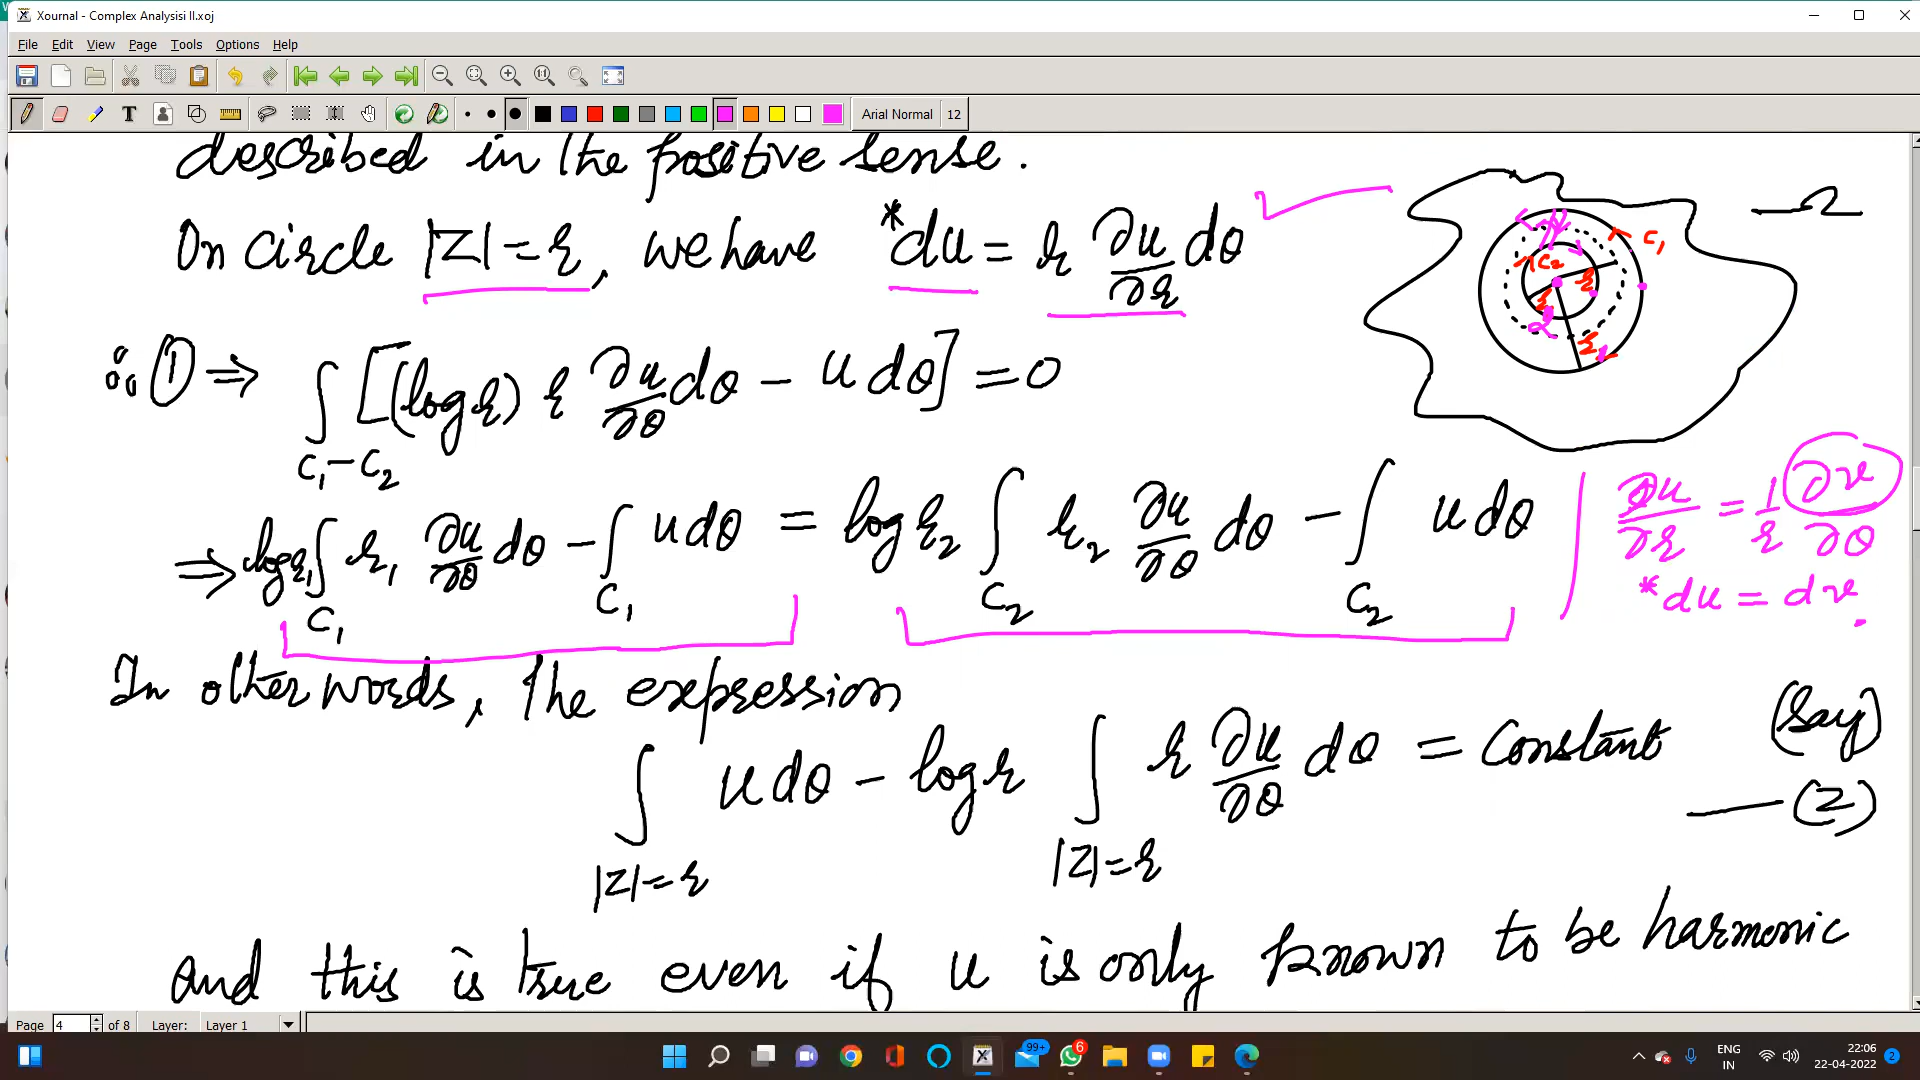 Xournal - Complex Analysisi II.xoj
File Edit View Page Tools Options Help
Arial Normal 12
described in the positive sense.
On circle |z|=r, we have *du = r ∂u/∂r dθ
∴ ① ⇒ ∫_{C₁-C₂} [(log r) r ∂u/∂θ dθ - u dθ] = 0
⇒ log r₁ ∫_{C₁} r₁ ∂u/∂θ dθ - ∫_{C₁} u dθ = log r₂ ∫_{C₂} r₂ ∂u/∂θ dθ - ∫_{C₂} u dθ
In other words, the expression
∫_{|z|=r} u dθ - log r ∫_{|z|=r} r ∂u/∂θ dθ = Constant (say)
— (2)
and this is true even if u is only known to be harmonic
Ω
C₁
C₂
r
r₂
∂u/∂r = 1/r ∂v/∂θ
*du = dv
Page 4 of 8 Layer: Layer 1
99+
6
ENG
IN
22:06
22-04-2022
2